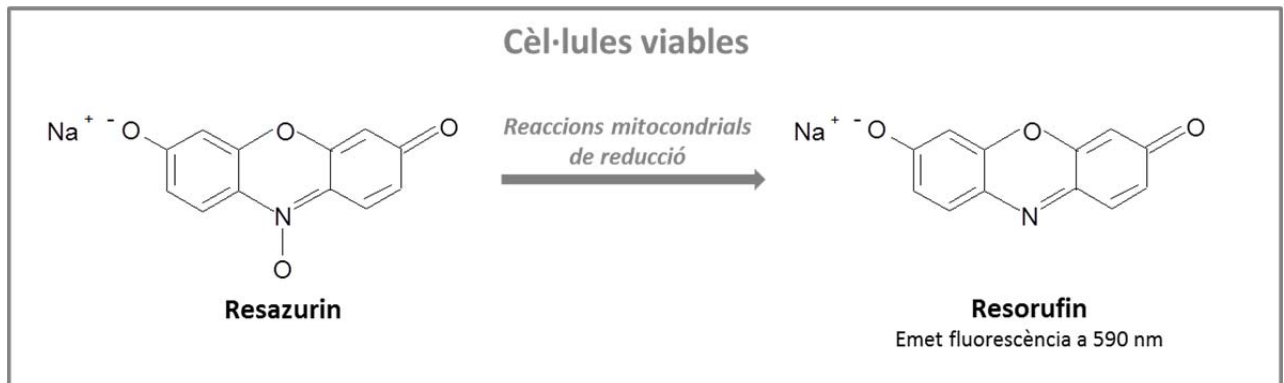 Cèl·lules viables
Na + - O
O
O
N
O
Resazurin
Reaccions mitocondrials
de reducció
Na + - O
O
O
N
Resorufin
Emet fluorescència a 590 nm